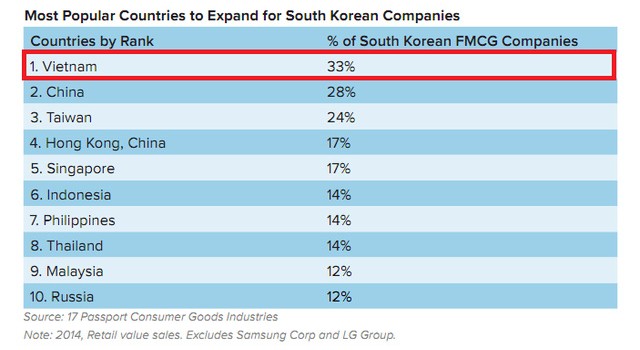 Most Popular Countries to Expand for South Korean Companies
Countries by Rank % of South Korean FMCG Companies
1. Vietnam 33%
2. China 28%
3. Taiwan 24%
4. Hong Kong, China 17%
5. Singapore 17%
6. Indonesia 14%
7. Philippines 14%
8. Thailand 14%
9. Malaysia 12%
10. Russia 12%
Source: 17 Passport Consumer Goods Industries
Note: 2014, Retail value sales. Excludes Samsung Corp and LG Group.